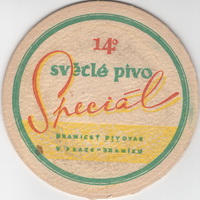 14°
světlé pivo
Speciál
BRANICKÝ PIVOVAR
V PRAZE-BRANÍKU